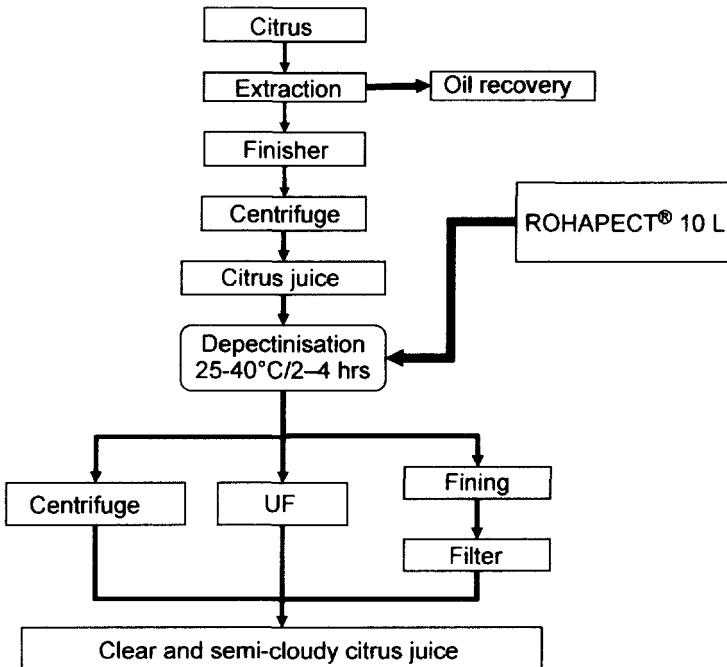 Citrus
Extraction
Oil recovery
Finisher
Centrifuge
ROHAPECT® 10 L
Citrus juice
Depectinisation
25-40°C/2–4 hrs
Centrifuge
UF
Fining
Filter
Clear and semi-cloudy citrus juice